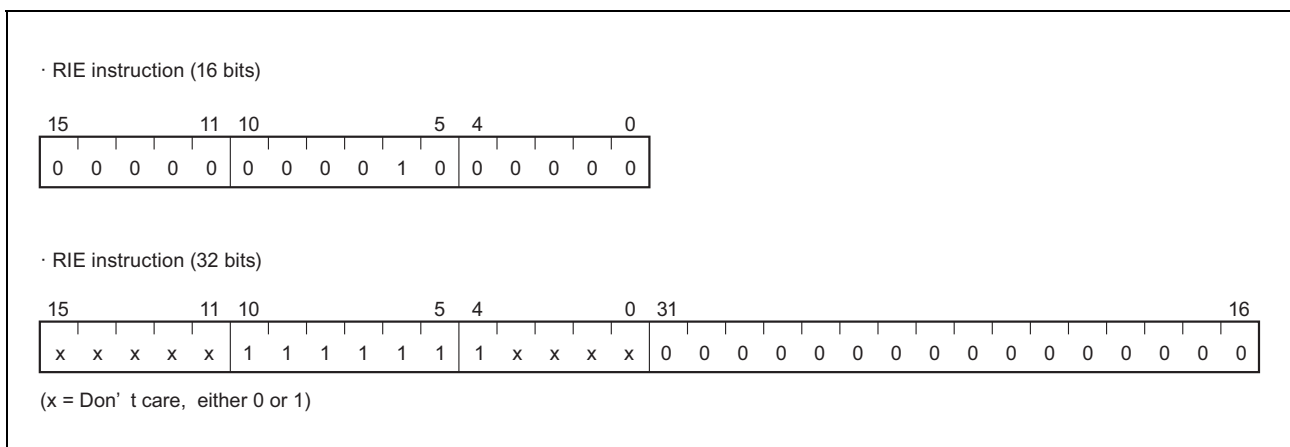 · RIE instruction (16 bits)
15 11 10 5 4 0
0 0 0 0 0 0 0 0 0 1 0 0 0 0 0 0
· RIE instruction (32 bits)
15 11 10 5 4 0 31 16
x x x x x 1 1 1 1 1 1 1 x x x x 0 0 0 0 0 0 0 0 0 0 0 0 0 0 0 0
(x = Don’ t care, either 0 or 1)